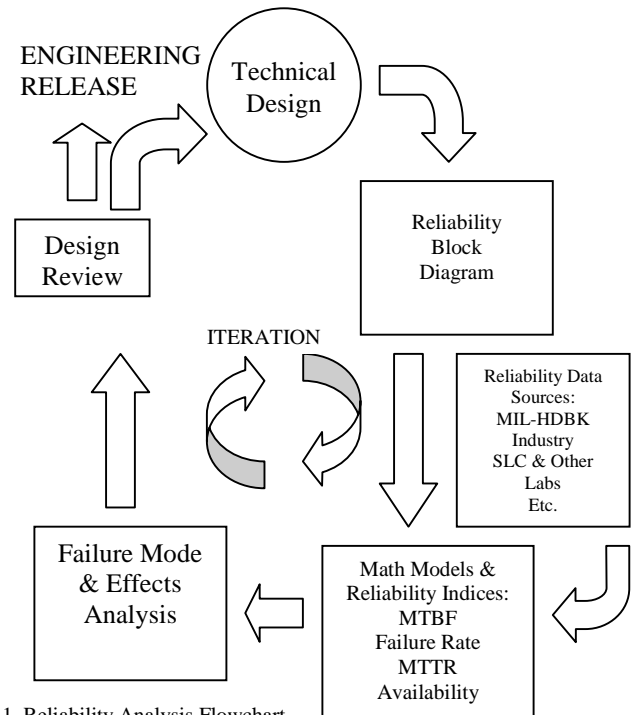 ENGINEERING
RELEASE
Technical
Design
Reliability
Block
Diagram
Design
Review
ITERATION
Reliability Data
Sources:
MIL-HDBK
Industry
SLC & Other
Labs
Etc.
Failure Mode
& Effects
Analysis
Math Models &
Reliability Indices:
MTBF
Failure Rate
MTTR
Availability
1. Reliability Analysis Flowchart